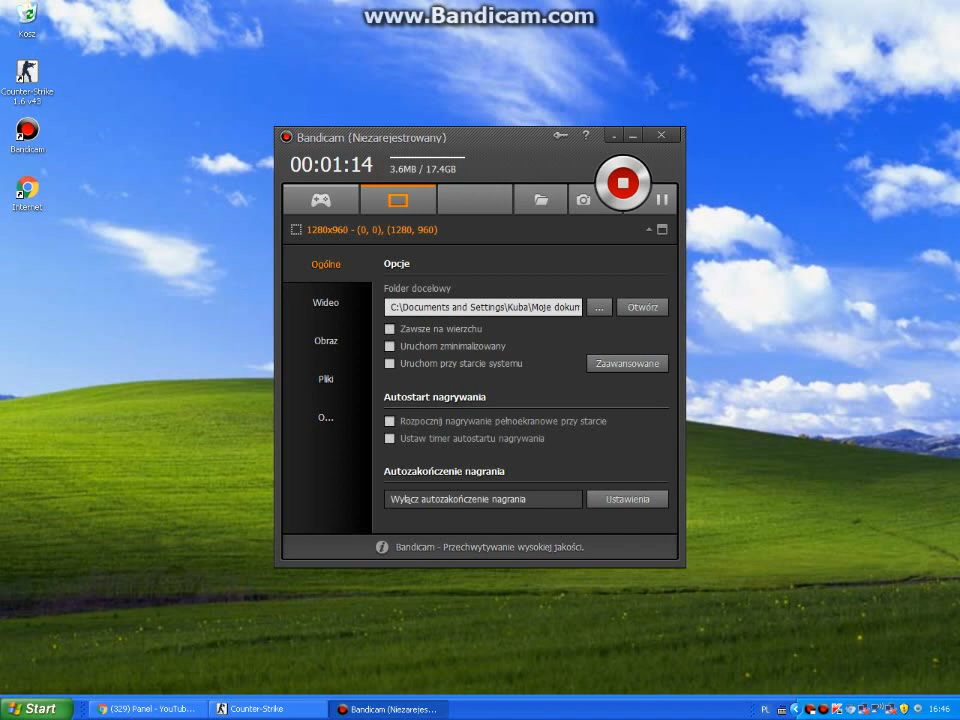 www.Bandicam.com
Kosz
Counter-Strike
1.6 v43
Bandicam
Internet
Bandicam (Niezarejestrowany)
?
00:01:14
3.6MB / 17.4GB
1280x960 - (0, 0), (1280, 960)
Ogólne
Wideo
Obraz
Pliki
O...
Opcje
Folder docelowy
C:\Documents and Settings\Kuba\Moje dokum
...
Otwórz
Zawsze na wierzchu
Uruchom zminimalizowany
Uruchom przy starcie systemu
Zaawansowane
Autostart nagrywania
Rozpocznij nagrywanie pełnoekranowe przy starcie
Ustaw timer autostartu nagrywania
Autozakończenie nagrania
Wyłącz autozakończenie nagrania
Ustawienia
Bandicam - Przechwytywanie wysokiej jakości.
Start
(329) Panel - YouTub...
Counter-Strike
Bandicam (Niezarejes...
PL
16:46